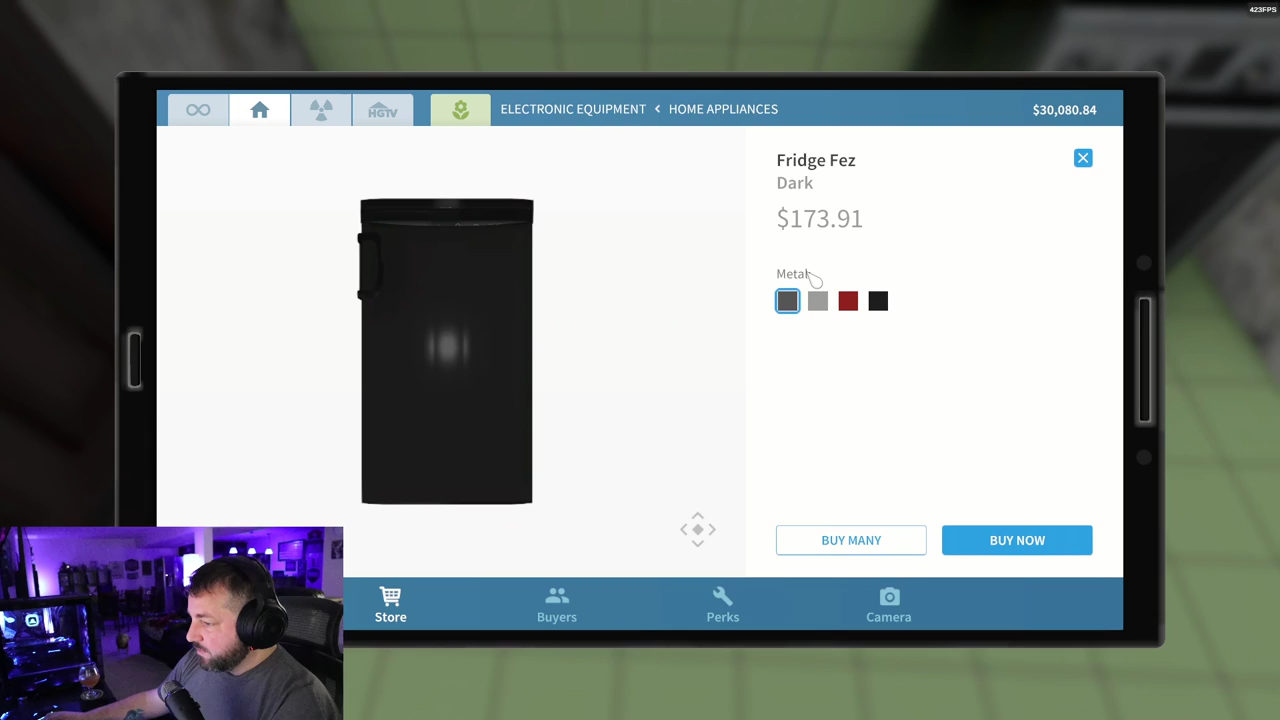 423FPS
HGTV
ELECTRONIC EQUIPMENT < HOME APPLIANCES
$30,080.84
Fridge Fez
Dark
$173.91
Metal
BUY MANY
BUY NOW
Store
Buyers
Perks
Camera